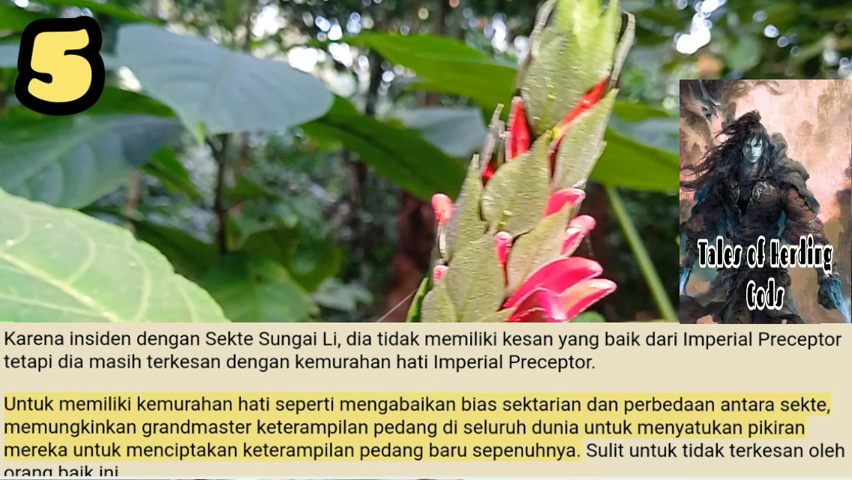 5
Tales of Herding
Gods
Karena insiden dengan Sekte Sungai Li, dia tidak memiliki kesan yang baik dari Imperial Preceptor
tetapi dia masih terkesan dengan kemurahan hati Imperial Preceptor.
Untuk memiliki kemurahan hati seperti mengabaikan bias sektarian dan perbedaan antara sekte,
memungkinkan grandmaster keterampilan pedang di seluruh dunia untuk menyatukan pikiran
mereka untuk menciptakan keterampilan pedang baru sepenuhnya. Sulit untuk tidak terkesan oleh
orang baik ini